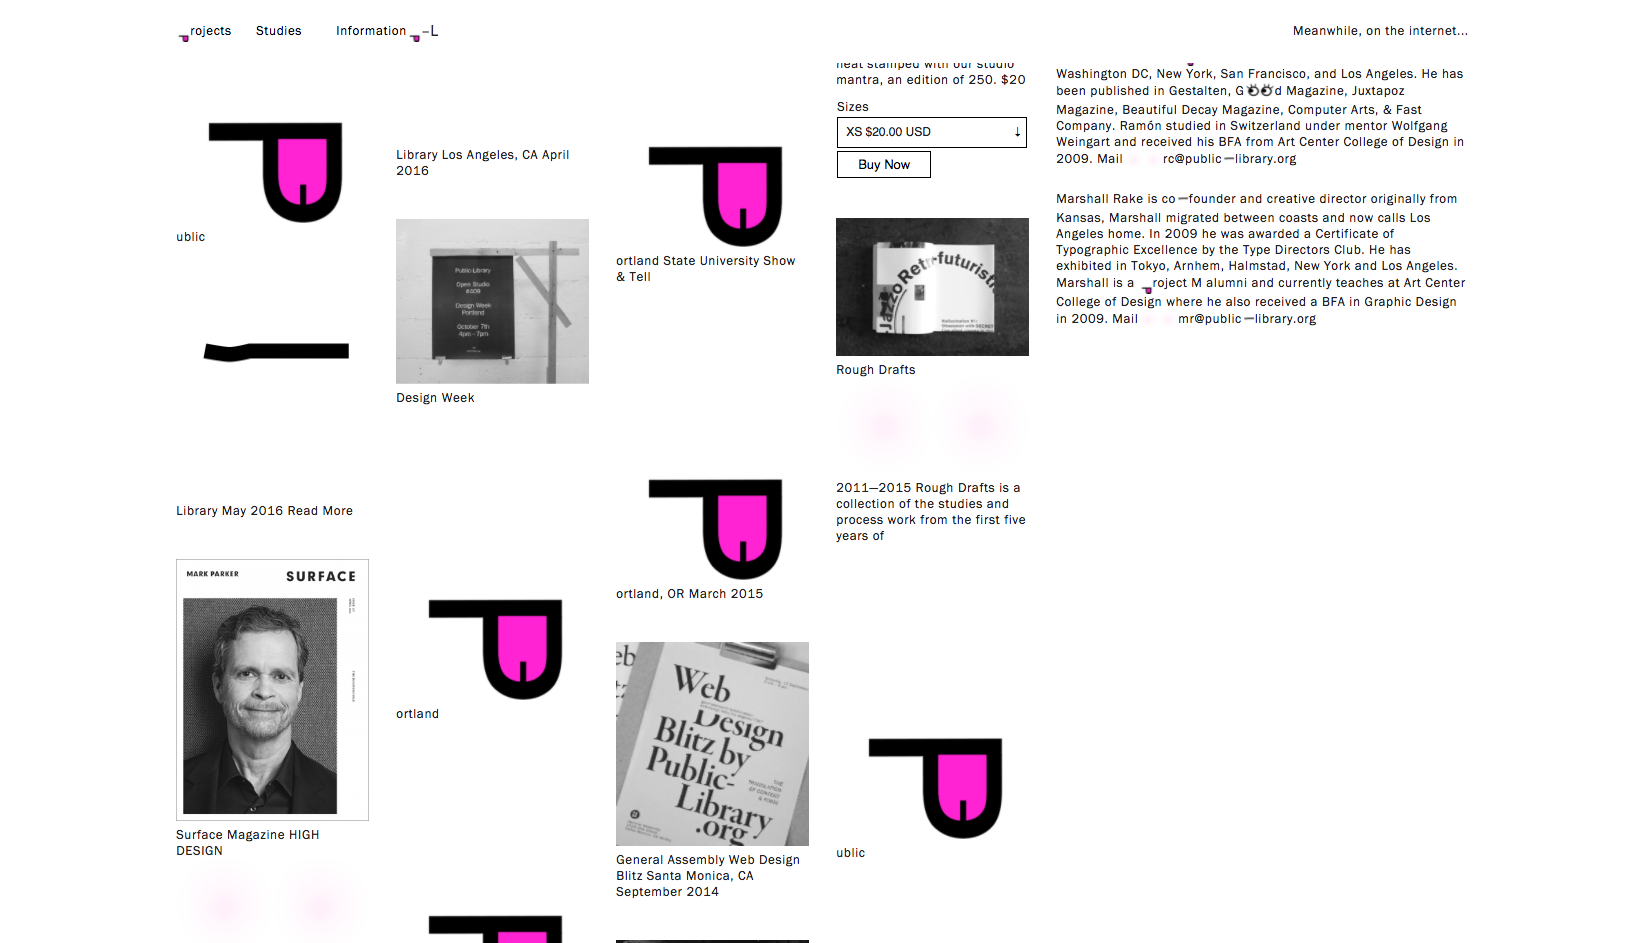 rojects
Studies
Information
–L
Meanwhile, on the internet...
ublic
Library May 2016 Read More
MARK PARKER
SURFACE
Surface Magazine HIGH
DESIGN
Library Los Angeles, CA April
2016
Public-Library
Open Studio
#409
Design Week
Portland
October 7th
4pm – 7pm
Design Week
ortland
ortland State University Show
& Tell
ortland, OR March 2015
Web
Design
Blitz by
Public-
Library
.org
General Assembly Web Design
Blitz Santa Monica, CA
September 2014
heat stamped with our studio
mantra, an edition of 250. $20
Sizes
XS $20.00 USD ↓
Buy Now
Jazzo Retro-futuristi
Rough Drafts
2011—2015 Rough Drafts is a
collection of the studies and
process work from the first five
years of
ublic
Washington DC, New York, San Francisco, and Los Angeles. He has
been published in Gestalten, G d Magazine, Juxtapoz
Magazine, Beautiful Decay Magazine, Computer Arts, & Fast
Company. Ramón studied in Switzerland under mentor Wolfgang
Weingart and received his BFA from Art Center College of Design in
2009. Mail rc@public–library.org
Marshall Rake is co–founder and creative director originally from
Kansas, Marshall migrated between coasts and now calls Los
Angeles home. In 2009 he was awarded a Certificate of
Typographic Excellence by the Type Directors Club. He has
exhibited in Tokyo, Arnhem, Halmstad, New York and Los Angeles.
Marshall is a roject M alumni and currently teaches at Art Center
College of Design where he also received a BFA in Graphic Design
in 2009. Mail mr@public–library.org